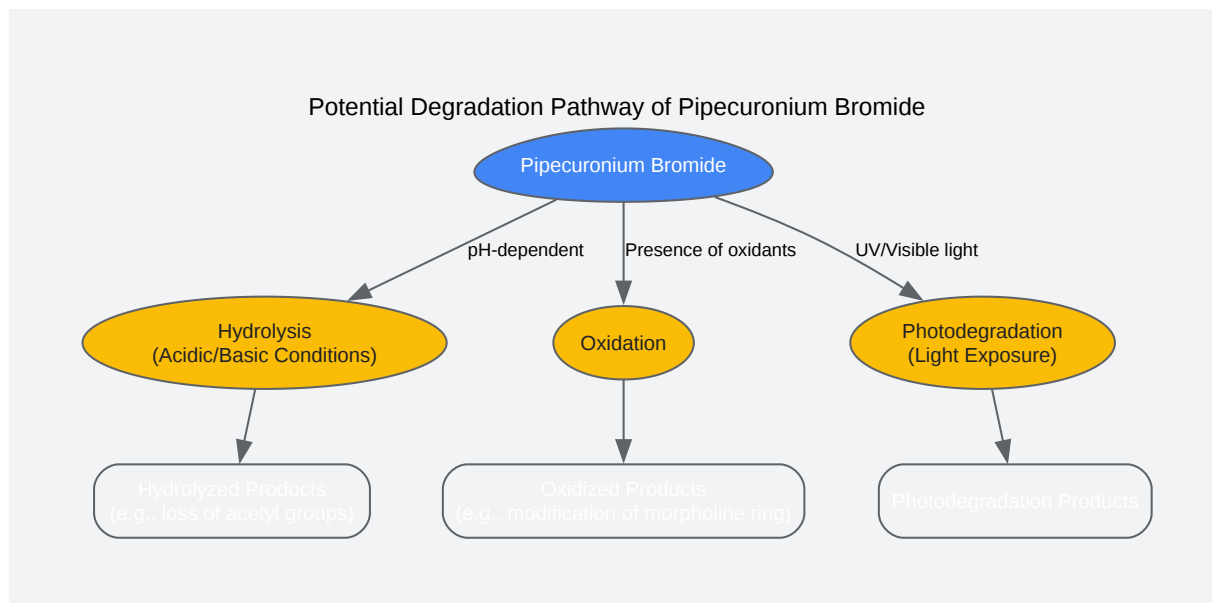 Potential Degradation Pathway of Pipecuronium Bromide
Pipecuronium Bromide
pH-dependent
Presence of oxidants
UV/Visible light
Hydrolysis
(Acidic/Basic Conditions)
Oxidation
Photodegradation
(Light Exposure)
Hydrolyzed Products
(e.g., loss of acetyl groups)
Oxidized Products
(e.g., modification of morpholine ring)
Photodegradation Products